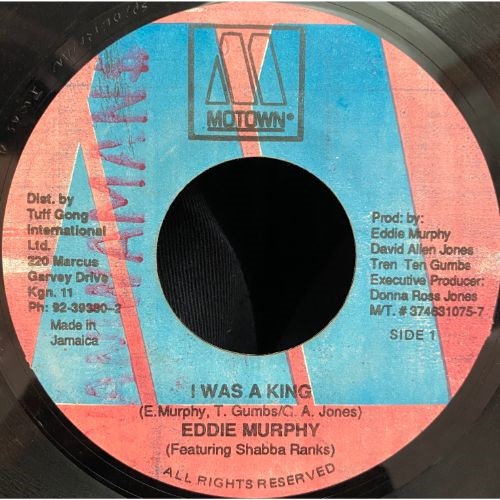 MOTOWN®
Dist. by
Tuff Gong
International
Ltd.
220 Marcus
Garvey Drive
Kgn. 11
Ph: 92-39380-2
Made in
Jamaica
Prod: by:
Eddie Murphy
David Allen Jones
Tren Ten Gumbs
Executive Producer:
Donna Ross Jones
M/T. # 374631075-7
SIDE 1
I WAS A KING
(E.Murphy, T. Gumbs/G. A. Jones)
EDDIE MURPHY
(Featuring Shabba Ranks)
ALL RIGHTS RESERVED